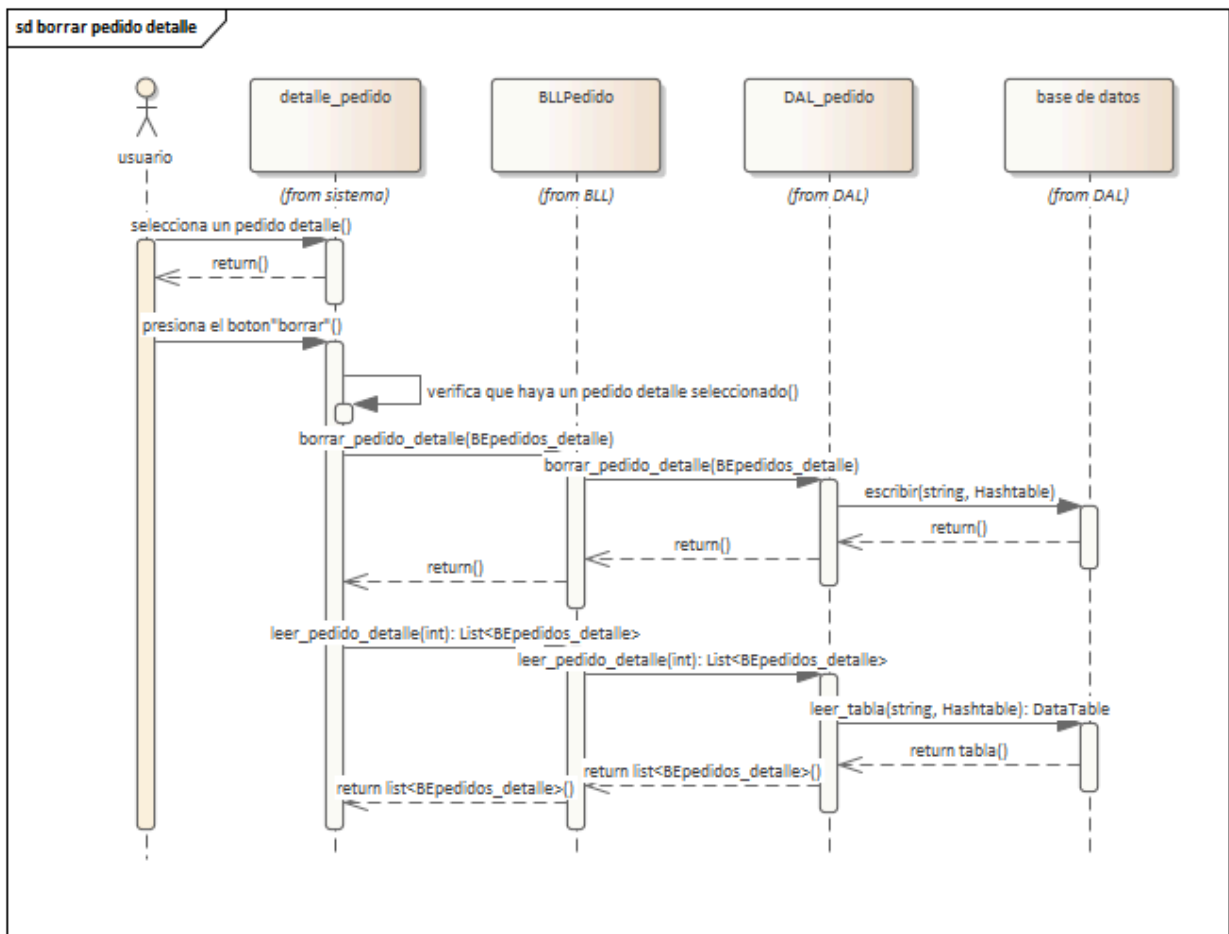 sd borrar pedido detalle
usuario
detalle_pedido
BLLPedido
DAL_pedido
base de datos
(from sistema)
(from BLL)
(from DAL)
(from DAL)
selecciona un pedido detalle()
return()
presiona el boton"borrar"()
verifica que haya un pedido detalle seleccionado()
borrar_pedido_detalle(BEpedidos_detalle)
borrar_pedido_detalle(BEpedidos_detalle)
escribir(string, Hashtable)
return()
return()
return()
leer_pedido_detalle(int): List<BEpedidos_detalle>
leer_pedido_detalle(int): List<BEpedidos_detalle>
leer_tabla(string, Hashtable): DataTable
return tabla()
return list<BEpedidos_detalle>()
return list<BEpedidos_detalle>()